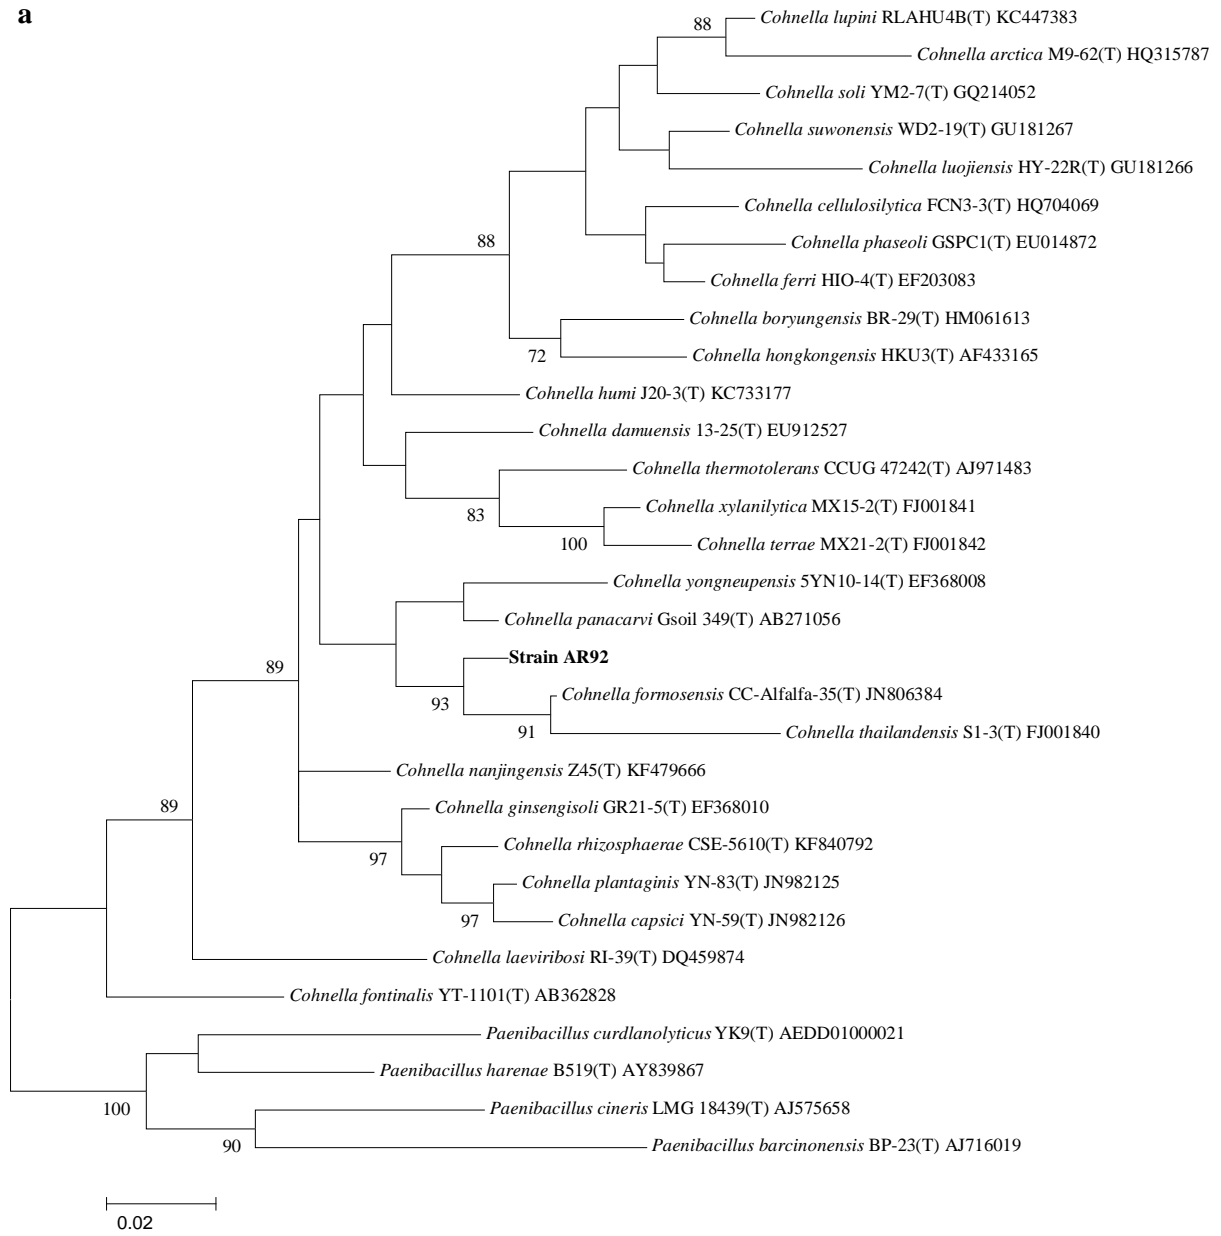 a
88
Cohnella lupini RLAHU4B(T) KC447383
Cohnella arctica M9-62(T) HQ315787
Cohnella soli YM2-7(T) GQ214052
Cohnella suwonensis WD2-19(T) GU181267
Cohnella luojiensis HY-22R(T) GU181266
Cohnella cellulosilytica FCN3-3(T) HQ704069
88
Cohnella phaseoli GSPC1(T) EU014872
Cohnella ferri HIO-4(T) EF203083
Cohnella boryungensis BR-29(T) HM061613
72
Cohnella hongkongensis HKU3(T) AF433165
Cohnella humi J20-3(T) KC733177
Cohnella damuensis 13-25(T) EU912527
Cohnella thermotolerans CCUG 47242(T) AJ971483
83
Cohnella xylanilytica MX15-2(T) FJ001841
100
Cohnella terrae MX21-2(T) FJ001842
Cohnella yongneupensis 5YN10-14(T) EF368008
Cohnella panacarvi Gsoil 349(T) AB271056
89
Strain AR92
93
Cohnella formosensis CC-Alfalfa-35(T) JN806384
91
Cohnella thailandensis S1-3(T) FJ001840
Cohnella nanjingensis Z45(T) KF479666
89
Cohnella ginsengisoli GR21-5(T) EF368010
97
Cohnella rhizosphaerae CSE-5610(T) KF840792
Cohnella plantaginis YN-83(T) JN982125
97
Cohnella capsici YN-59(T) JN982126
Cohnella laeviribosi RI-39(T) DQ459874
Cohnella fontinalis YT-1101(T) AB362828
Paenibacillus curdlanolyticus YK9(T) AEDD01000021
Paenibacillus harenae B519(T) AY839867
100
Paenibacillus cineris LMG 18439(T) AJ575658
90
Paenibacillus barcinonensis BP-23(T) AJ716019
0.02